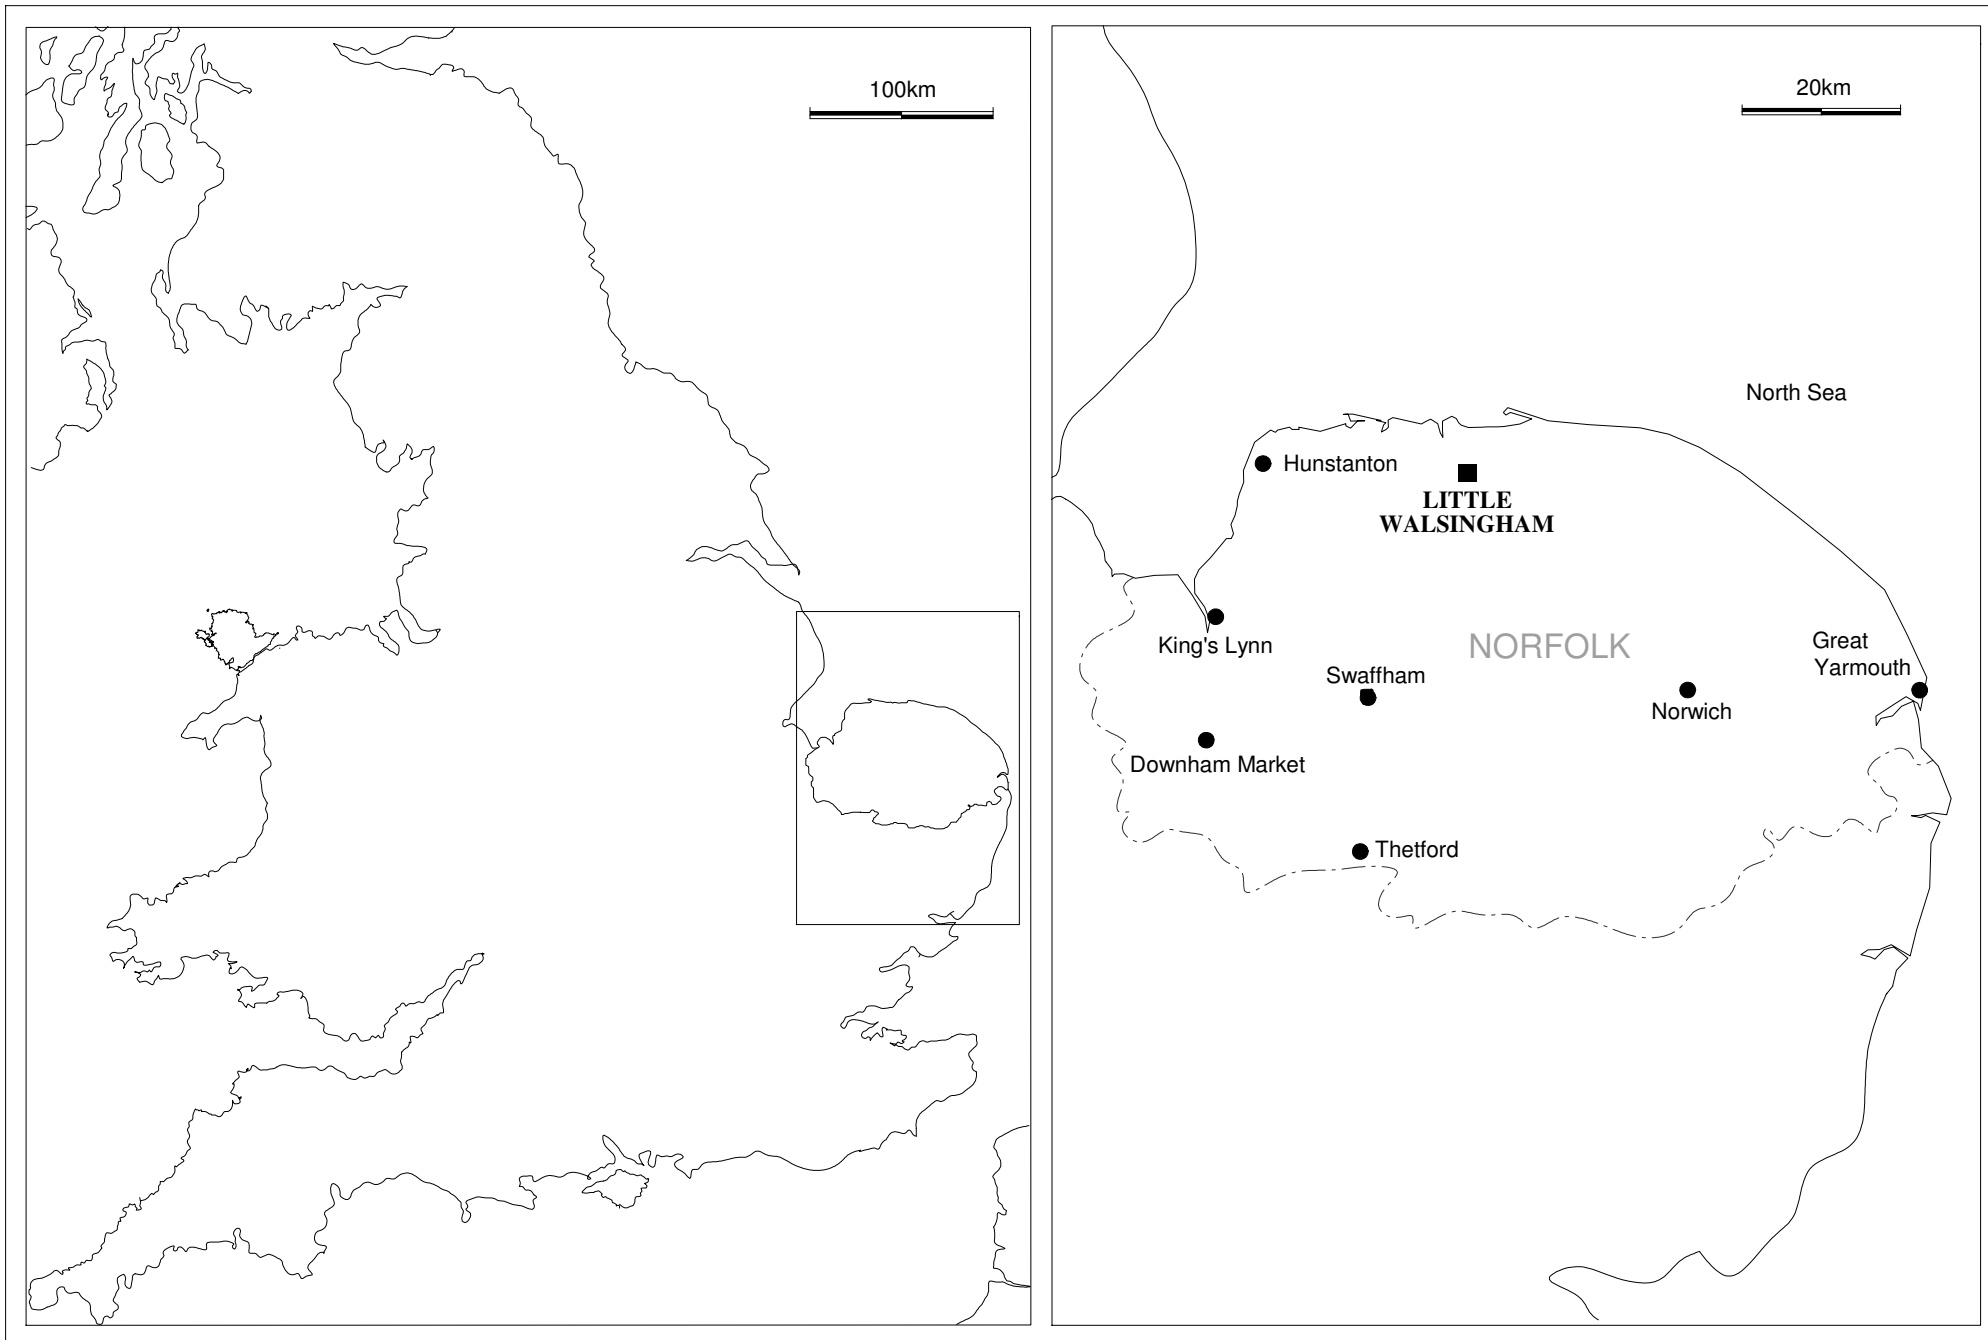 100km
20km
North Sea
Hunstanton
LITTLE
WALSINGHAM
King's Lynn
NORFOLK
Great
Yarmouth
Swaffham
Norwich
Downham Market
Thetford